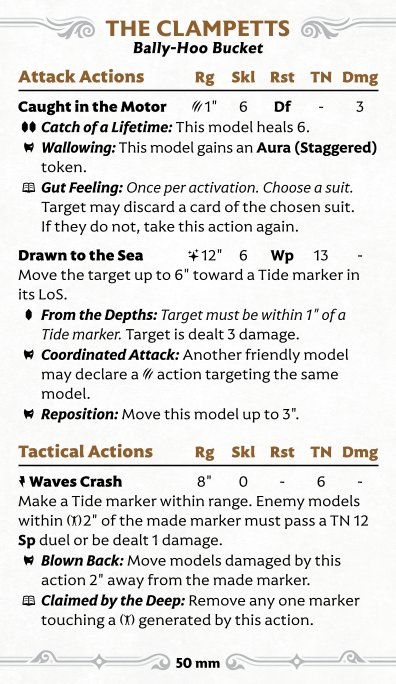 THE CLAMPETTS
Bally-Hoo Bucket
Attack Actions Rg Skl Rst TN Dmg
Caught in the Motor 1" 6 Df - 3
Catch of a Lifetime: This model heals 6.
Wallowing: This model gains an Aura (Staggered)
token.
Gut Feeling: Once per activation. Choose a suit.
Target may discard a card of the chosen suit.
If they do not, take this action again.
Drawn to the Sea 12" 6 Wp 13 -
Move the target up to 6" toward a Tide marker in
its LoS.
From the Depths: Target must be within 1" of a
Tide marker. Target is dealt 3 damage.
Coordinated Attack: Another friendly model
may declare a action targeting the same
model.
Reposition: Move this model up to 3".
Tactical Actions Rg Skl Rst TN Dmg
Waves Crash 8" 0 - 6 -
Make a Tide marker within range. Enemy models
within 2" of the made marker must pass a TN 12
Sp duel or be dealt 1 damage.
Blown Back: Move models damaged by this
action 2" away from the made marker.
Claimed by the Deep: Remove any one marker
touching a generated by this action.
50 mm